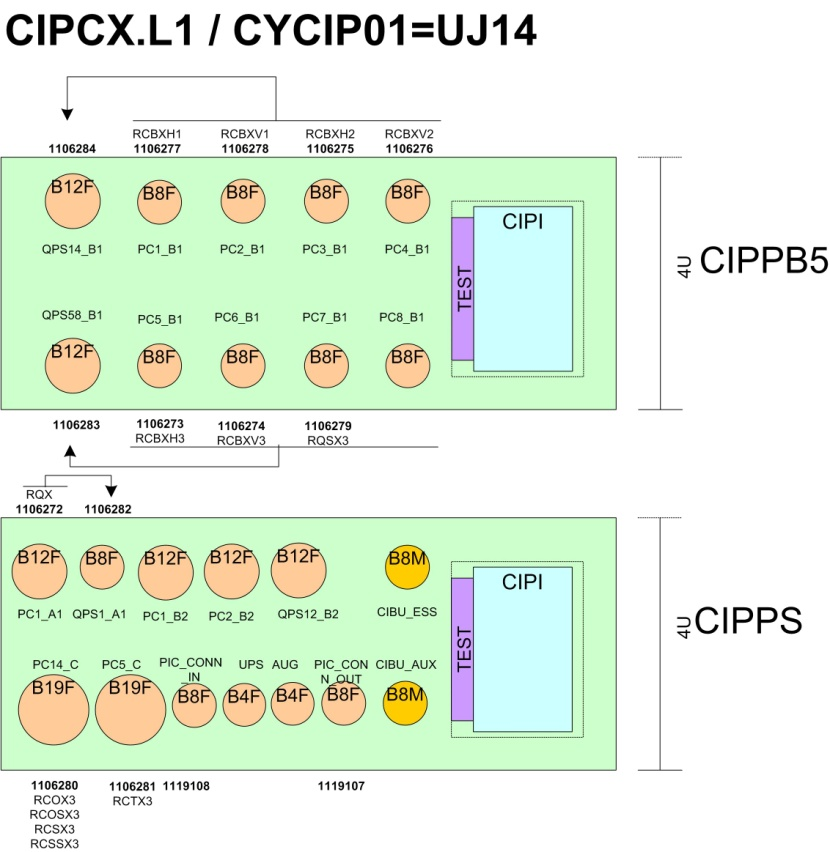 CIPCX.L1 / CYCIP01=UJ14
RCBXH1 RCBXV1 RCBXH2 RCBXV2
1106284 1106277 1106278 1106275 1106276
B12F B8F B8F B8F B8F
QPS14_B1 PC1_B1 PC2_B1 PC3_B1 PC4_B1
CIPI
TEST
4U CIPPB5
QPS58_B1 PC5_B1 PC6_B1 PC7_B1 PC8_B1
B12F B8F B8F B8F B8F
1106283 1106273 1106274 1106279
RCBXH3 RCBXV3 RQSX3
RQX
1106272 1106282
B12F B8F B12F B12F B12F B8M
PC1_A1 QPS1_A1 PC1_B2 PC2_B2 QPS12_B2 CIBU_ESS
CIPI
TEST
4U CIPPS
PC14_C PC5_C PIC_CONN UPS AUG PIC_CON CIBU_AUX
_IN N_OUT
B19F B19F B8F B4F B4F B8F B8M
1106280 1106281 1119108 1119107
RCOX3 RCTX3
RCOSX3
RCSX3
RCSSX3